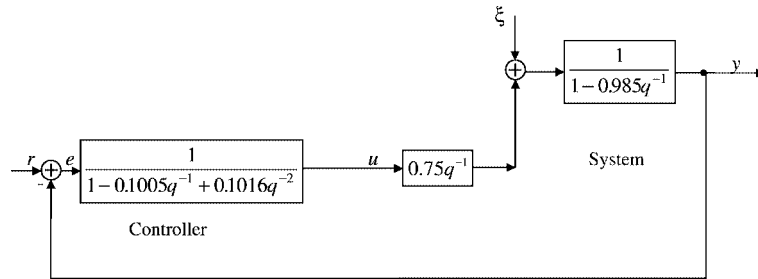 ξ
1
1−0.985q⁻¹
y
System
r
e
-
1
1−0.1005q⁻¹+0.1016q⁻²
u
0.75q⁻¹
Controller